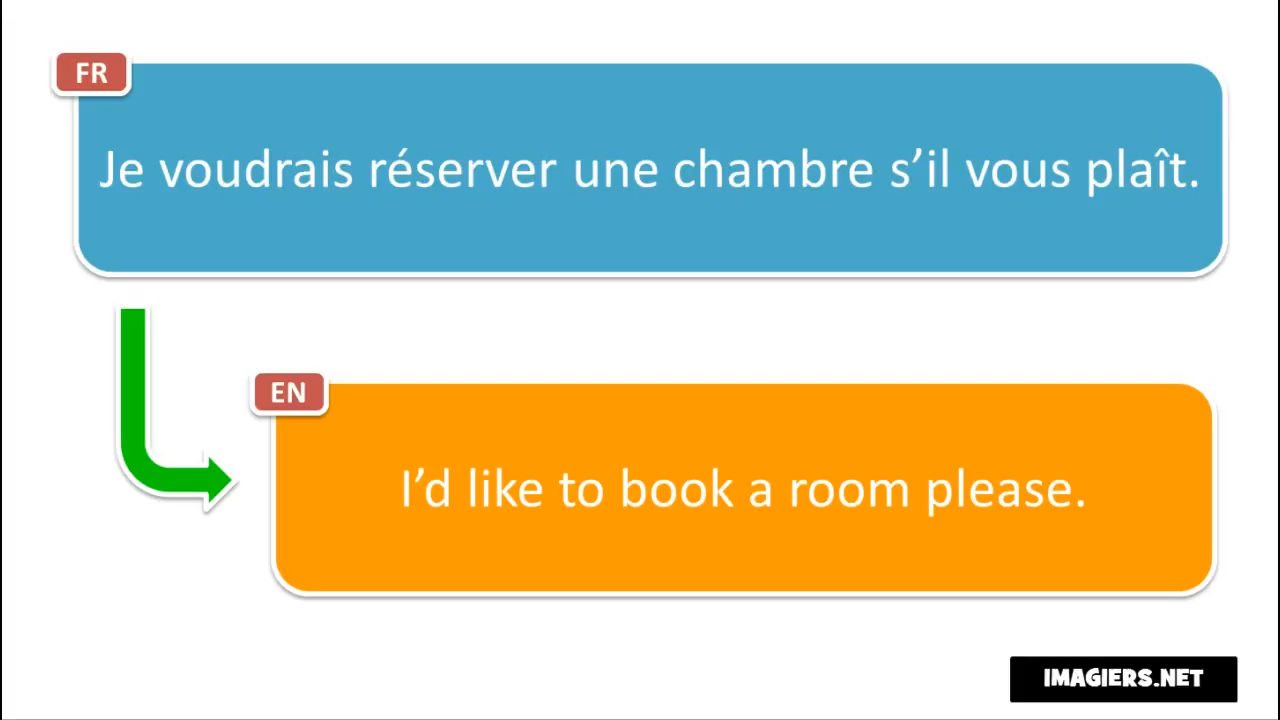 FR
Je voudrais réserver une chambre s’il vous plaît.
EN
I’d like to book a room please.
IMAGIERS.NET